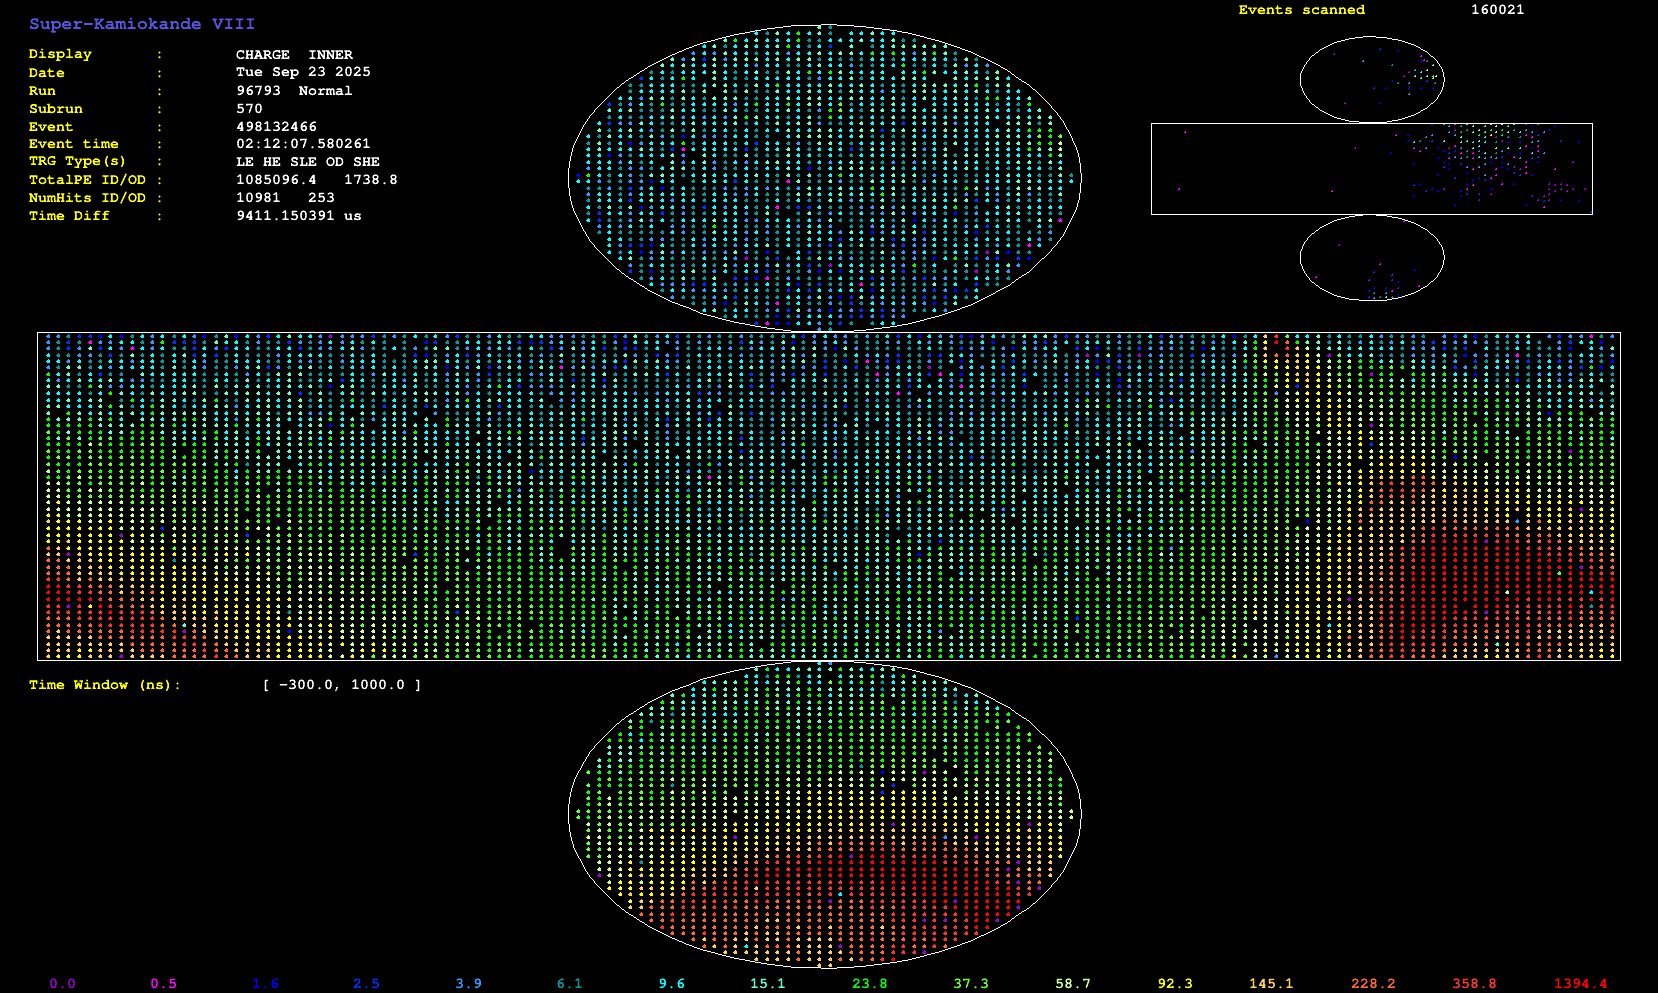 Super-Kamiokande VIII
Events scanned 160021
Display : CHARGE INNER
Date : Tue Sep 23 2025
Run : 96793 Normal
Subrun : 570
Event : 498132466
Event time : 02:12:07.580261
TRG Type(s) : LE HE SLE OD SHE
TotalPE ID/OD : 1085096.4 1738.8
NumHits ID/OD : 10981 253
Time Diff : 9411.150391 us
Time Window (ns): [ -300.0, 1000.0 ]
0.0 0.5 1.6 2.5 3.9 6.1 9.6 15.1 23.8 37.3 58.7 92.3 145.1 228.2 358.8 1394.4